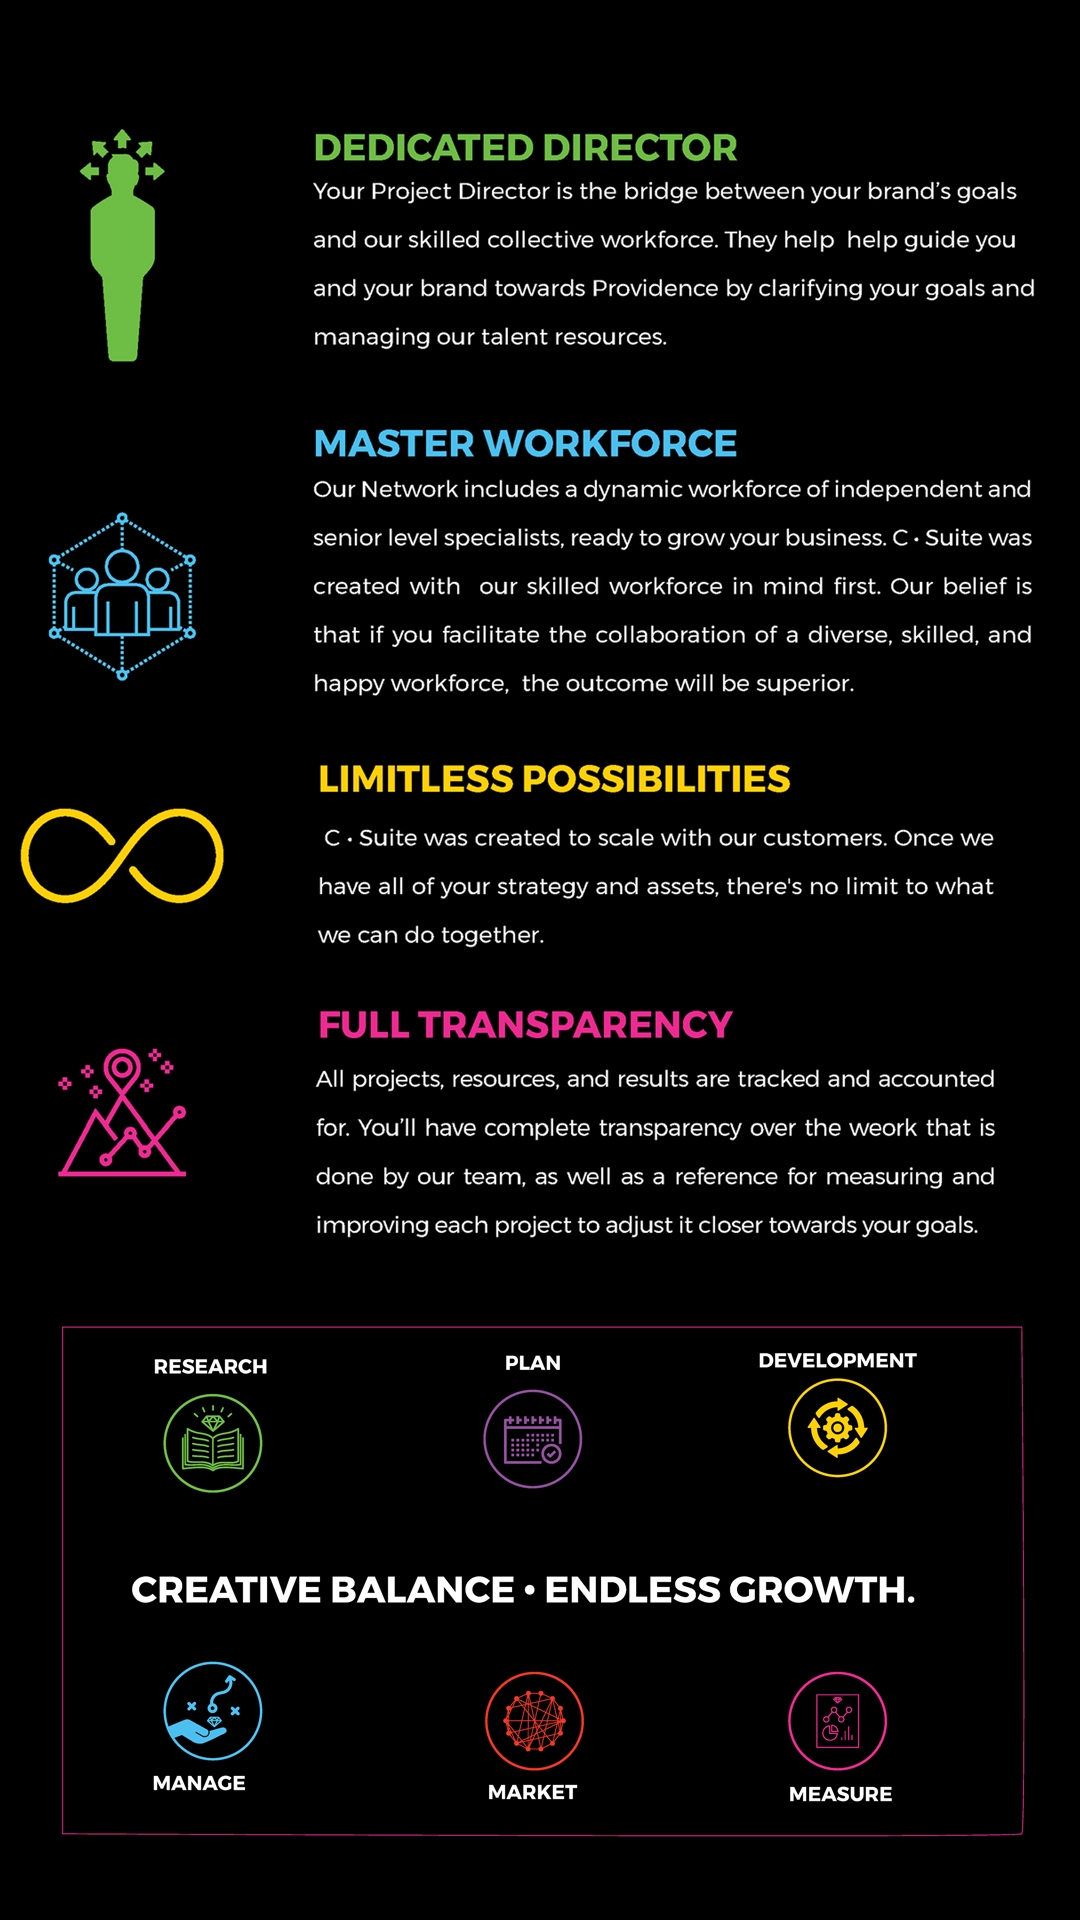 DEDICATED DIRECTOR
Your Project Director is the bridge between your brand’s goals
and our skilled collective workforce. They help  help guide you
and your brand towards Providence by clarifying your goals and
managing our talent resources.
MASTER WORKFORCE
Our Network includes a dynamic workforce of independent and
senior level specialists, ready to grow your business. C • Suite was
created with  our skilled workforce in mind first. Our belief is
that if you facilitate the collaboration of a diverse, skilled, and
happy workforce,  the outcome will be superior.
LIMITLESS POSSIBILITIES
C • Suite was created to scale with our customers. Once we
have all of your strategy and assets, there's no limit to what
we can do together.
FULL TRANSPARENCY
All projects, resources, and results are tracked and accounted
for. You’ll have complete transparency over the weork that is
done by our team, as well as a reference for measuring and
improving each project to adjust it closer towards your goals.
RESEARCH
PLAN
DEVELOPMENT
CREATIVE BALANCE • ENDLESS GROWTH.
MANAGE
MARKET
MEASURE